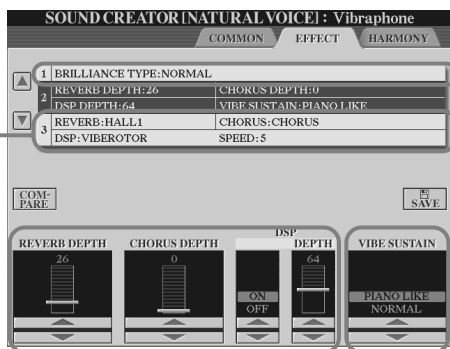 SOUND CREATOR [NATURAL VOICE] : Vibraphone
COMMON EFFECT HARMONY
1 BRILLIANCE TYPE:NORMAL
2 REVERB DEPTH:26 CHORUS DEPTH:0
DSP DEPTH:64 VIBE SUSTAIN:PIANO LIKE
3 REVERB:HALL1 CHORUS:CHORUS
DSP:VIBEROTOR SPEED:5
COM-
PARE
SAVE
DSP
REVERB DEPTH CHORUS DEPTH DEPTH VIBE SUSTAIN
26 0 64
ON PIANO LIKE
OFF NORMAL